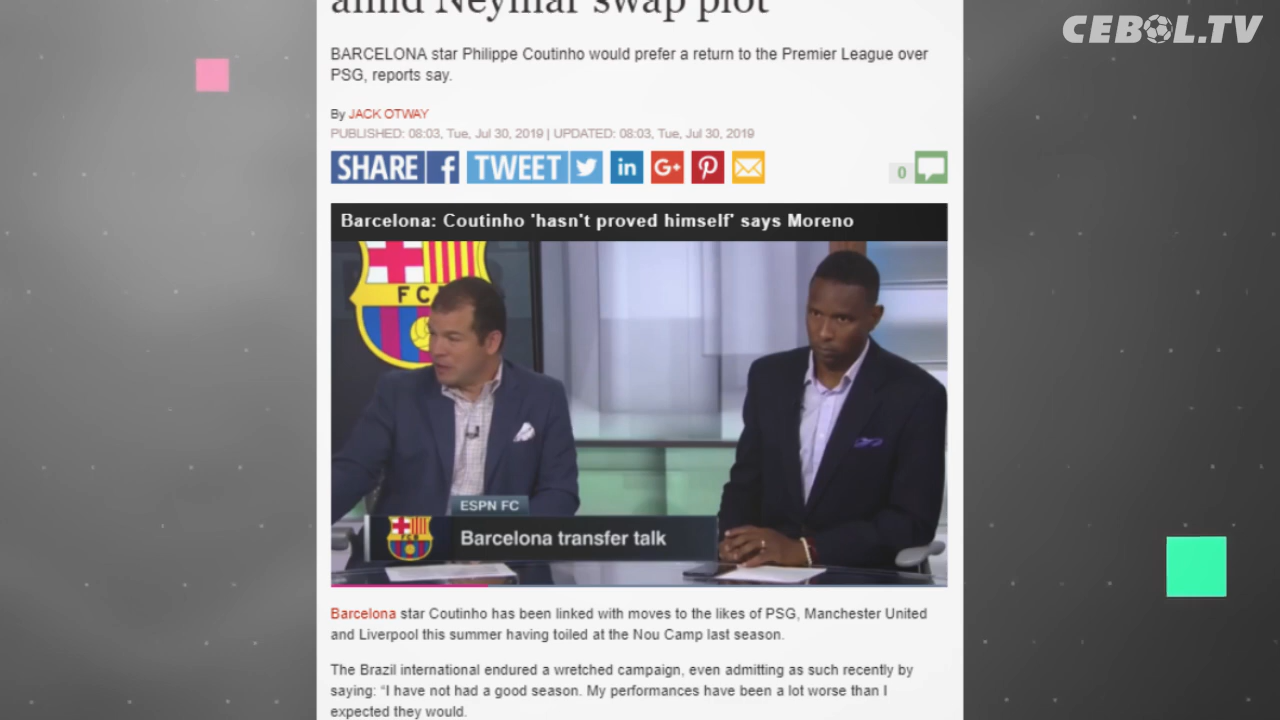 CEBOL.TV
amid Neymar swap plot
BARCELONA star Philippe Coutinho would prefer a return to the Premier League over
PSG, reports say.
By JACK OTWAY
PUBLISHED: 08:03, Tue, Jul 30, 2019 | UPDATED: 08:03, Tue, Jul 30, 2019
SHARE f TWEET in G+ 0
Barcelona: Coutinho 'hasn't proved himself' says Moreno
FC
ESPN FC
Barcelona transfer talk
Barcelona star Coutinho has been linked with moves to the likes of PSG, Manchester United
and Liverpool this summer having toiled at the Nou Camp last season.
The Brazil international endured a wretched campaign, even admitting as such recently by
saying: “I have not had a good season. My performances have been a lot worse than I
expected they would.